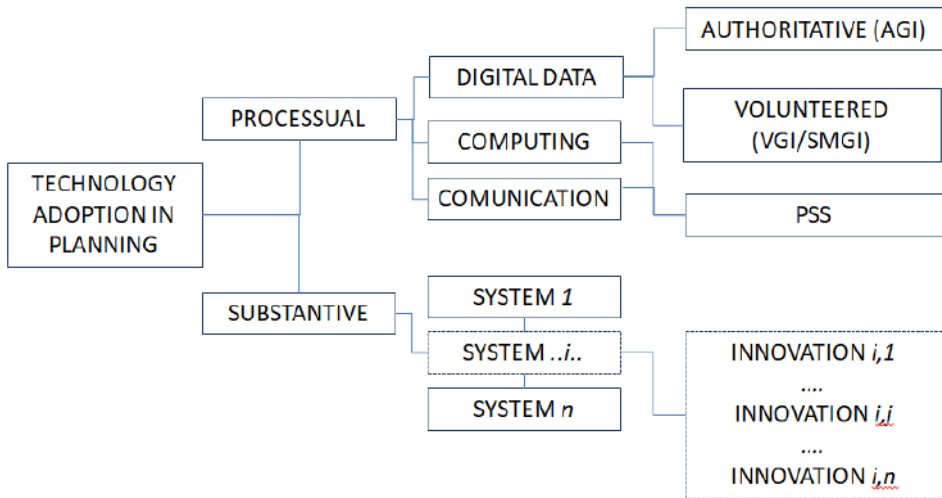 AUTHORITATIVE (AGI)
DIGITAL DATA
VOLUNTEERED
(VGI/SMGI)
PROCESSUAL
COMPUTING
TECHNOLOGY
ADOPTION IN
PLANNING
COMUNICATION
PSS
SUBSTANTIVE
SYSTEM 1
SYSTEM ..i..
SYSTEM n
INNOVATION i,1
....
INNOVATION i,j
....
INNOVATION i,n